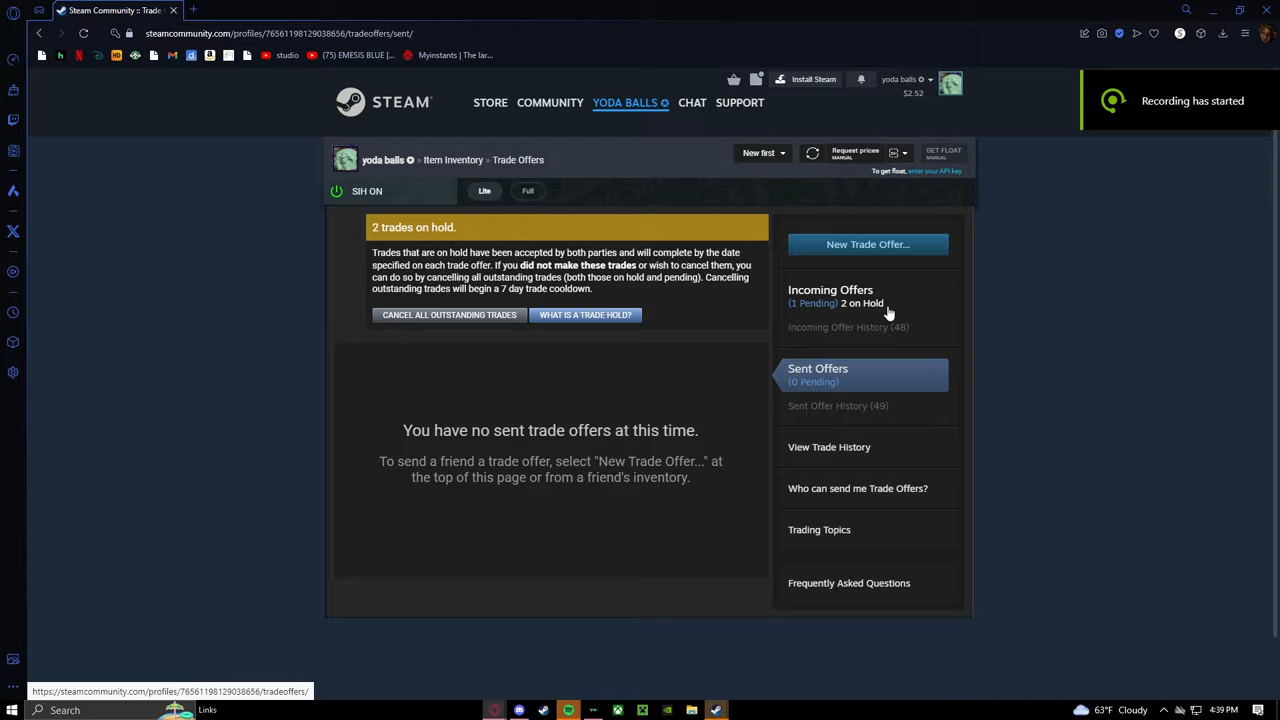 Steam Community :: Trade
steamcommunity.com/profiles/76561198129038656/tradeoffers/sent/
studio
(75) EMESIS BLUE [...
Myinstants | The lar...
STEAM
STORE
COMMUNITY
YODA BALLS
CHAT
SUPPORT
Install Steam
yoda balls
$2.52
Recording has started
yoda balls » Item Inventory » Trade Offers
New first
Request prices
MANUAL
GET FLOAT
MANUAL
To get float, enter your API key
SIH ON
Lite
Full
2 trades on hold.
Trades that are on hold have been accepted by both parties and will complete by the date
specified on each trade offer. If you did not make these trades or wish to cancel them, you
can do so by cancelling all outstanding trades (both those on hold and pending). Cancelling
outstanding trades will begin a 7 day trade cooldown.
CANCEL ALL OUTSTANDING TRADES
WHAT IS A TRADE HOLD?
You have no sent trade offers at this time.
To send a friend a trade offer, select "New Trade Offer..." at
the top of this page or from a friend's inventory.
New Trade Offer...
Incoming Offers
(1 Pending) 2 on Hold
Incoming Offer History (48)
Sent Offers
(0 Pending)
Sent Offer History (49)
View Trade History
Who can send me Trade Offers?
Trading Topics
Frequently Asked Questions
https://steamcommunity.com/profiles/76561198129038656/tradeoffers/
Search
Links
63°F Cloudy
4:39 PM